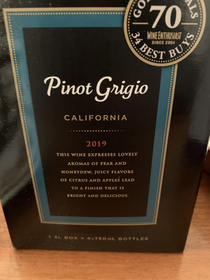 70
WINE ENTHUSIAST
SINCE 2004
34 BEST BUYS
Pinot Grigio
CALIFORNIA
2019
THIS WINE EXPRESSES LOVELY
AROMAS OF PEAR AND
HONEYDEW. JUICY FLAVORS
OF CITRUS AND APPLES LEAD
TO A FINISH THAT IS
BRIGHT AND DELICIOUS.
3 L BOX = 4/750ML BOTTLES